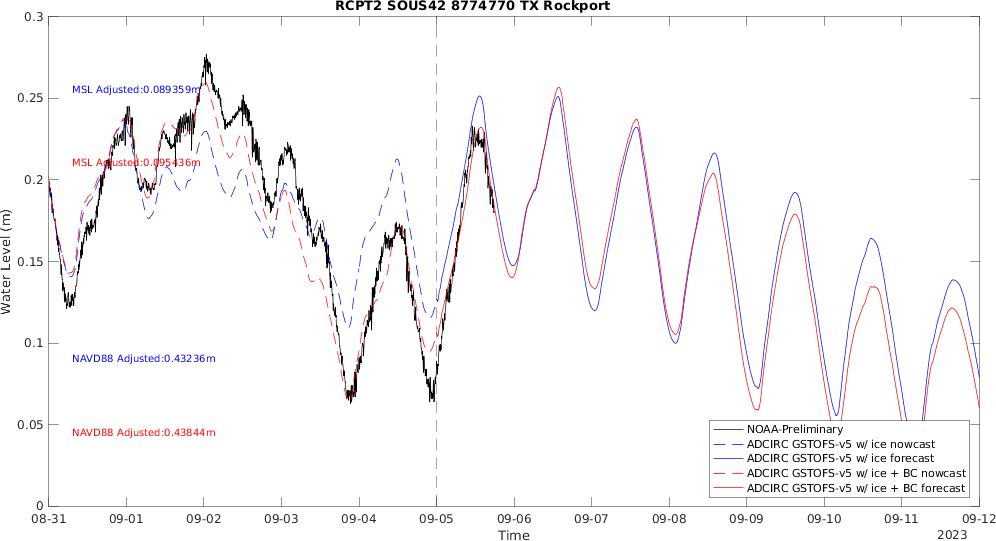 RCPT2 SOUS42 8774770 TX Rockport
Water Level (m)
0.3
0.25
0.2
0.15
0.1
0.05
0
MSL Adjusted:0.089359m
MSL Adjusted:0.095436m
NAVD88 Adjusted:0.43236m
NAVD88 Adjusted:0.43844m
NOAA-Preliminary
ADCIRC GSTOFS-v5 w/ ice nowcast
ADCIRC GSTOFS-v5 w/ ice forecast
ADCIRC GSTOFS-v5 w/ ice + BC nowcast
ADCIRC GSTOFS-v5 w/ ice + BC forecast
08-31 09-01 09-02 09-03 09-04 09-05 09-06 09-07 09-08 09-09 09-10 09-11 09-12
Time
2023